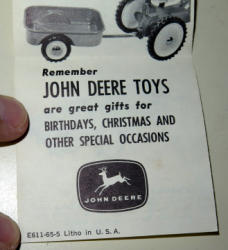 Remember
JOHN DEERE TOYS
are great gifts for
BIRTHDAYS, CHRISTMAS AND
OTHER SPECIAL OCCASIONS
JOHN DEERE
E611-65-5 Litho in U. S. A.